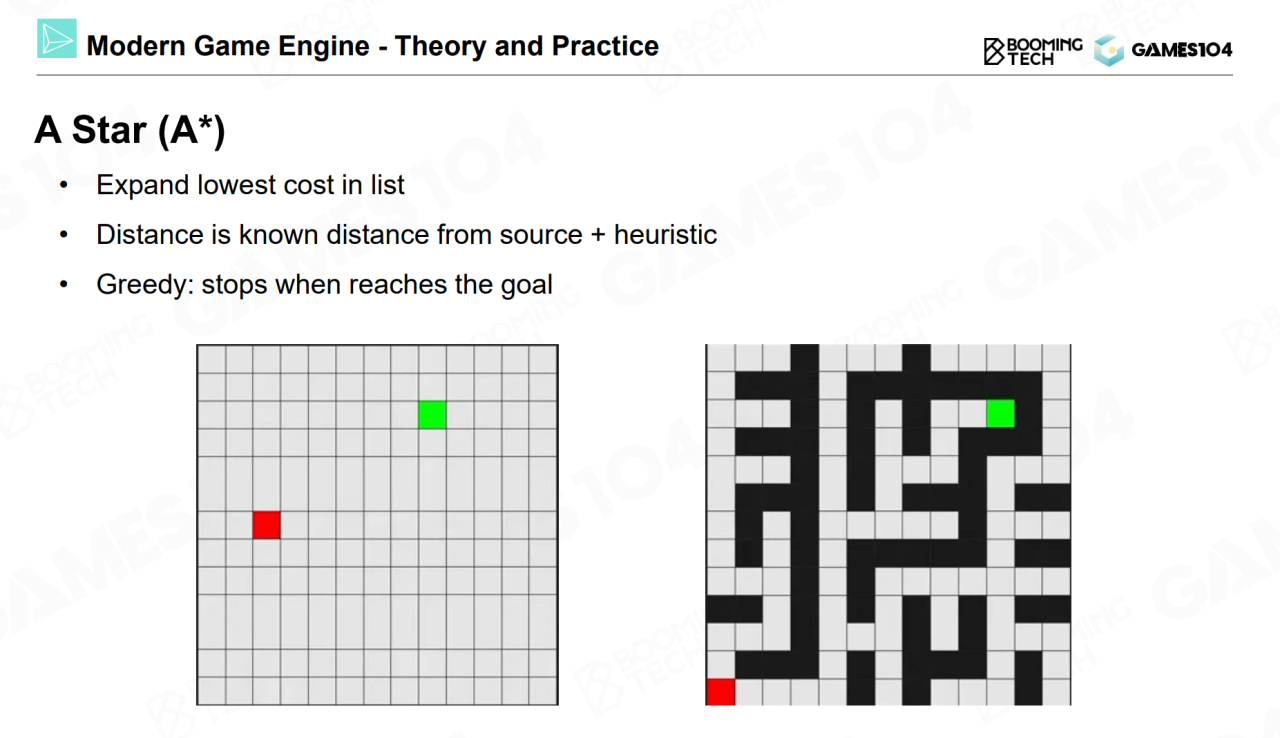 Modern Game Engine - Theory and Practice
BOOMING
TECH
GAMES104
A Star (A*)
• Expand lowest cost in list
• Distance is known distance from source + heuristic
• Greedy: stops when reaches the goal